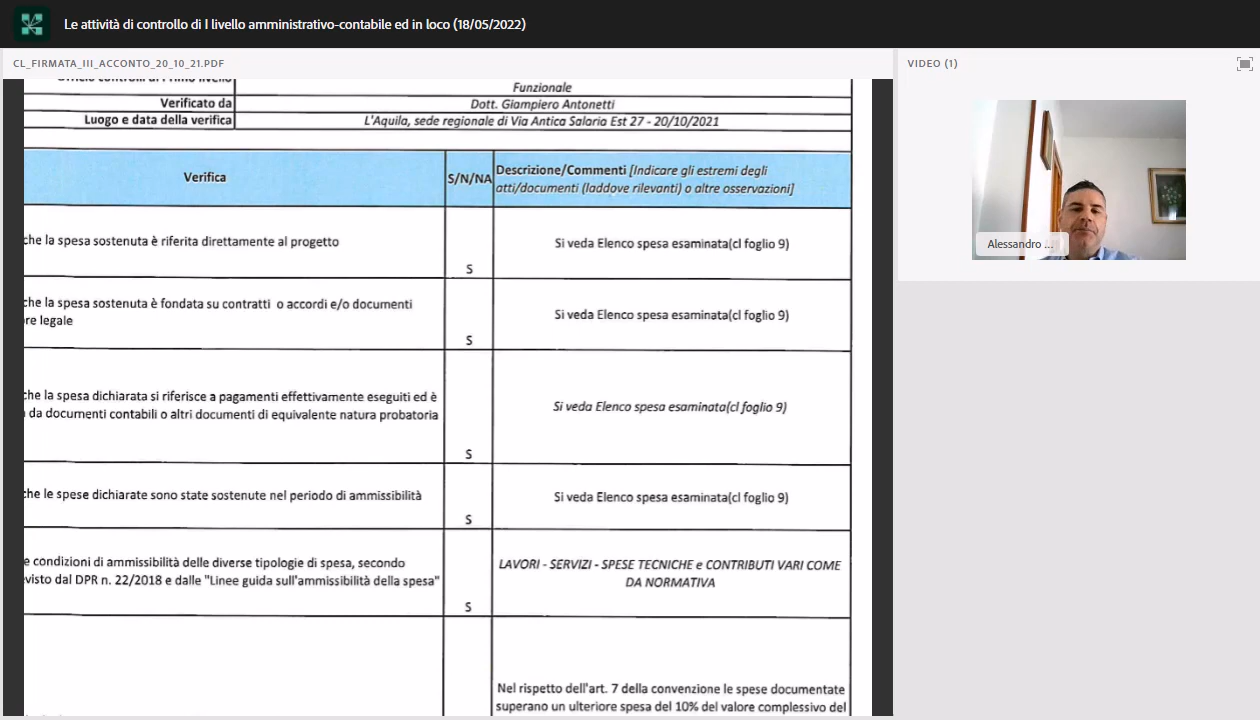 Le attività di controllo di I livello amministrativo-contabile ed in loco (18/05/2022)
CL_FIRMATA_III_ACCONTO_20_10_21.PDF
VIDEO (1)
Funzionale
Verificato da
Dott. Giampiero Antonetti
Luogo e data della verifica
L'Aquila, sede regionale di Via Antica Salaria Est 27 - 20/10/2021
Verifica
S/N/NA
Descrizione/Commenti [Indicare gli estremi degli
atti/documenti (laddove rilevanti) o altre osservazioni]
che la spesa sostenuta è riferita direttamente al progetto
S
Si veda Elenco spesa esaminata(cl foglio 9)
che la spesa sostenuta è fondata su contratti o accordi e/o documenti
re legale
S
Si veda Elenco spesa esaminata(cl foglio 9)
che la spesa dichiarata si riferisce a pagamenti effettivamente eseguiti ed è
da documenti contabili o altri documenti di equivalente natura probatoria
S
Si veda Elenco spesa esaminata(cl foglio 9)
che le spese dichiarate sono state sostenute nel periodo di ammissibilità
S
Si veda Elenco spesa esaminata(cl foglio 9)
e condizioni di ammissibilità delle diverse tipologie di spesa, secondo
visto dal DPR n. 22/2018 e dalle "Linee guida sull'ammissibilità della spesa"
S
LAVORI - SERVIZI - SPESE TECNICHE e CONTRIBUTI VARI COME
DA NORMATIVA
Nel rispetto dell'art. 7 della convenzione le spese documentate
superano un ulteriore spesa del 10% del valore complessivo del
Alessandro ...